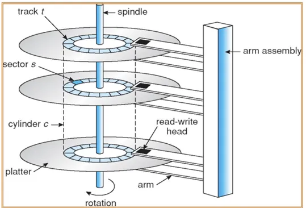 track t
spindle
arm assembly
sector s
cylinder c
read-write
head
platter
arm
rotation